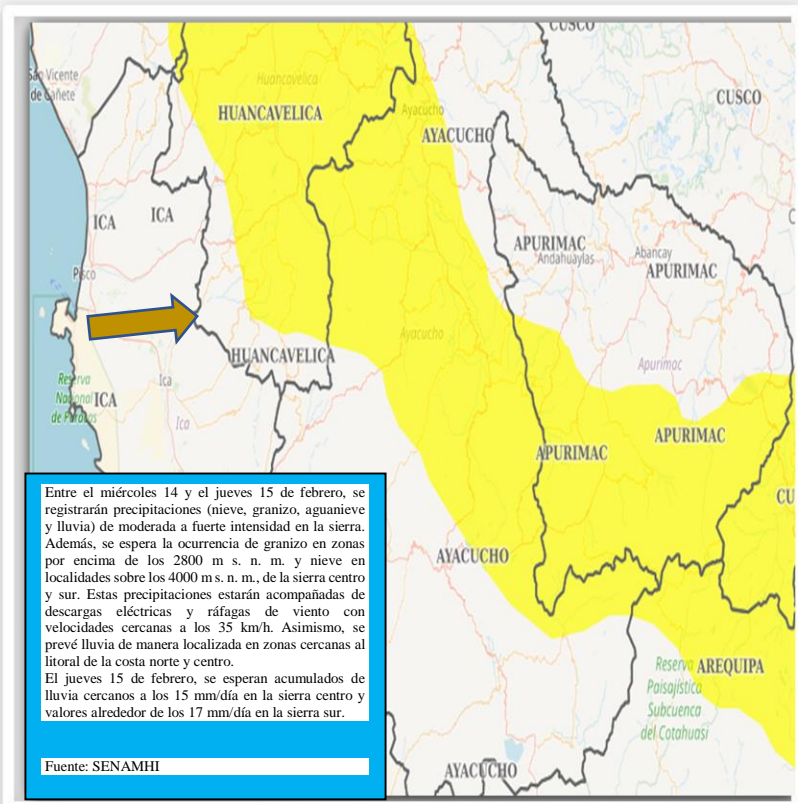 CUSCO
San Vicente
de Cañete
Huancavelica
HUANCAVELICA
CUSCO
Ayacucho
AYACUCHO
ICA
ICA
APURIMAC
Andahuaylas
Abancay
APURIMAC
Pisco
Ayacucho
HUANCAVELICA
Apurimac
Reserva
Nacional
de Paracas
ICA
Ica
Ica
APURIMAC
APURIMAC
CU
AYACUCHO
Reserva
Paisajística
Subcuenca
del Cotahuasi
AREQUIPA
AYACUCHO
Entre el miércoles 14 y el jueves 15 de febrero, se
registrarán precipitaciones (nieve, granizo, aguanieve
y lluvia) de moderada a fuerte intensidad en la sierra.
Además, se espera la ocurrencia de granizo en zonas
por encima de los 2800 m s. n. m. y nieve en
localidades sobre los 4000 m s. n. m., de la sierra centro
y sur. Estas precipitaciones estarán acompañadas de
descargas eléctricas y ráfagas de viento con
velocidades cercanas a los 35 km/h. Asimismo, se
prevé lluvia de manera localizada en zonas cercanas al
litoral de la costa norte y centro.
El jueves 15 de febrero, se esperan acumulados de
lluvia cercanos a los 15 mm/día en la sierra centro y
valores alrededor de los 17 mm/día en la sierra sur.
Fuente: SENAMHI